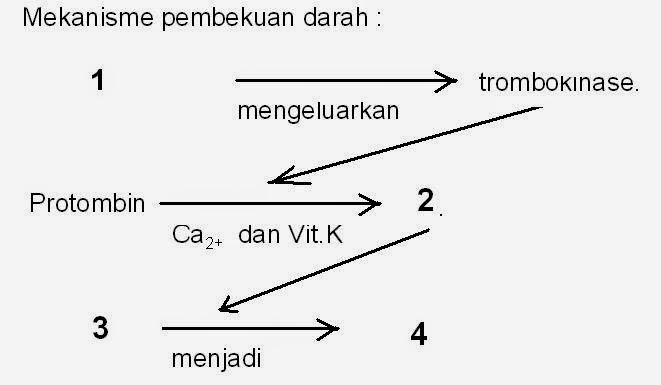 Mekanisme pembekuan darah :
1 trombokinase.
mengeluarkan
Protombin 2.
Ca2+ dan Vit.K
3 4
menjadi